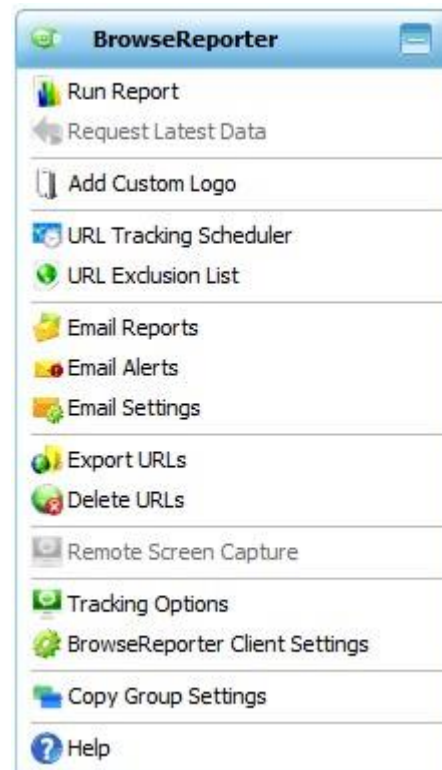 BrowseReporter
Run Report
Request Latest Data
Add Custom Logo
URL Tracking Scheduler
URL Exclusion List
Email Reports
Email Alerts
Email Settings
Export URLs
Delete URLs
Remote Screen Capture
Tracking Options
BrowseReporter Client Settings
Copy Group Settings
Help